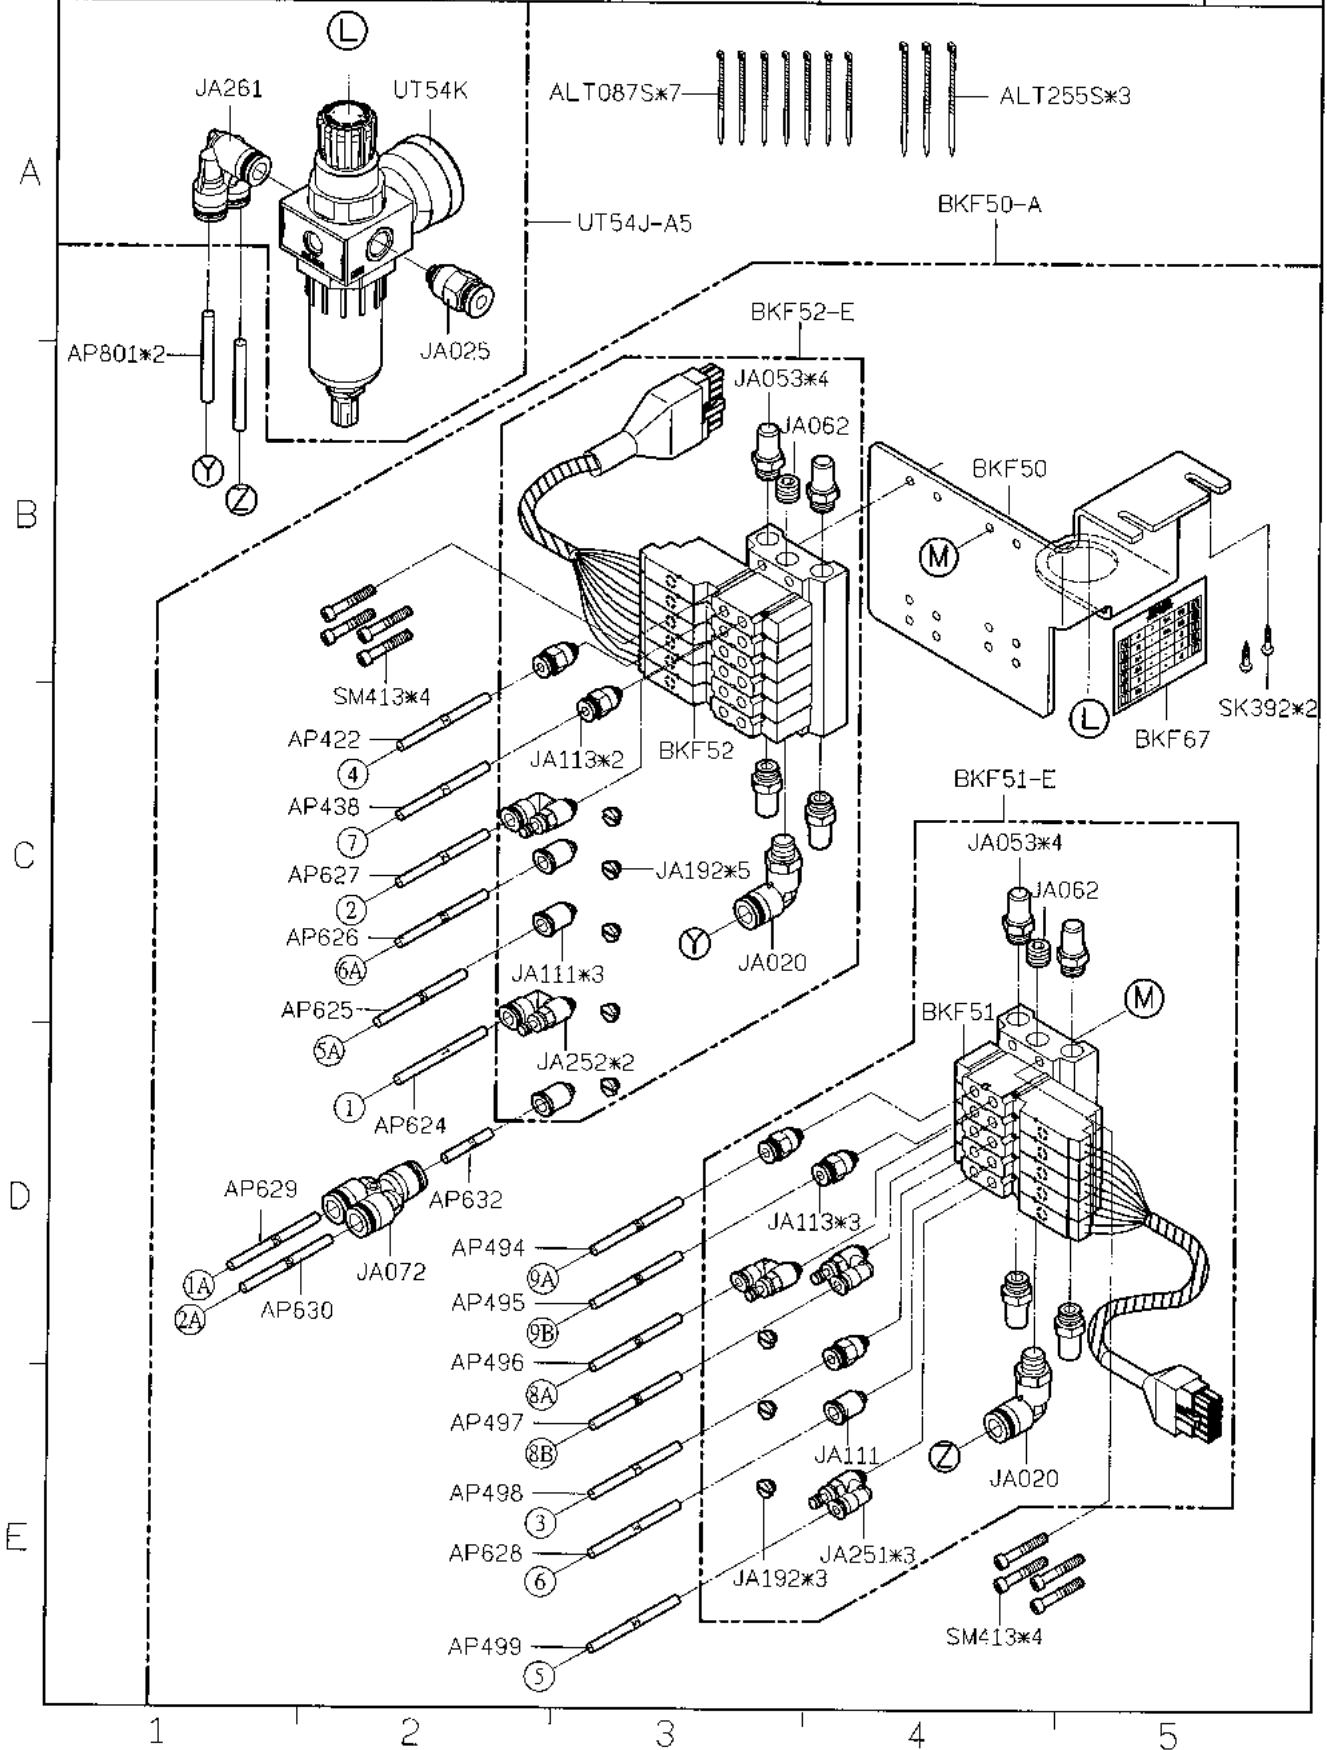 L
JA261
UT54K
ALT087S*7
ALT255S*3
A
BKF50-A
UT54J-A5
BKF52-E
AP801*2
JA025
JA053*4
JA062
BKF50
Y
Z
B
M
SM413*4
SK392*2
L
BKF67
AP422
4
JA113*2
BKF52
BKF51-E
AP438
7
JA053*4
C
AP627
2
JA192*5
JA062
AP626
6A
Y
JA020
JA111*3
AP625
5A
M
BKF51
JA252*2
1
AP624
D
AP629
AP632
JA113*3
AP494
9A
1A
2A
AP630
JA072
AP495
9B
AP496
8A
AP497
8B
JA111
Z
JA020
AP498
3
E
AP628
6
JA192*3
JA251*3
SM413*4
AP499
5
1
2
3
4
5